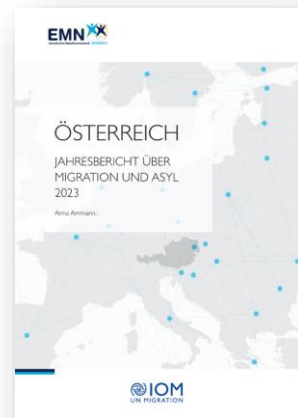 EMN
ÖSTERREICH
JAHRESBERICHT ÜBER
MIGRATION UND ASYL
2023
Anna Ammann
IOM
UN MIGRATION